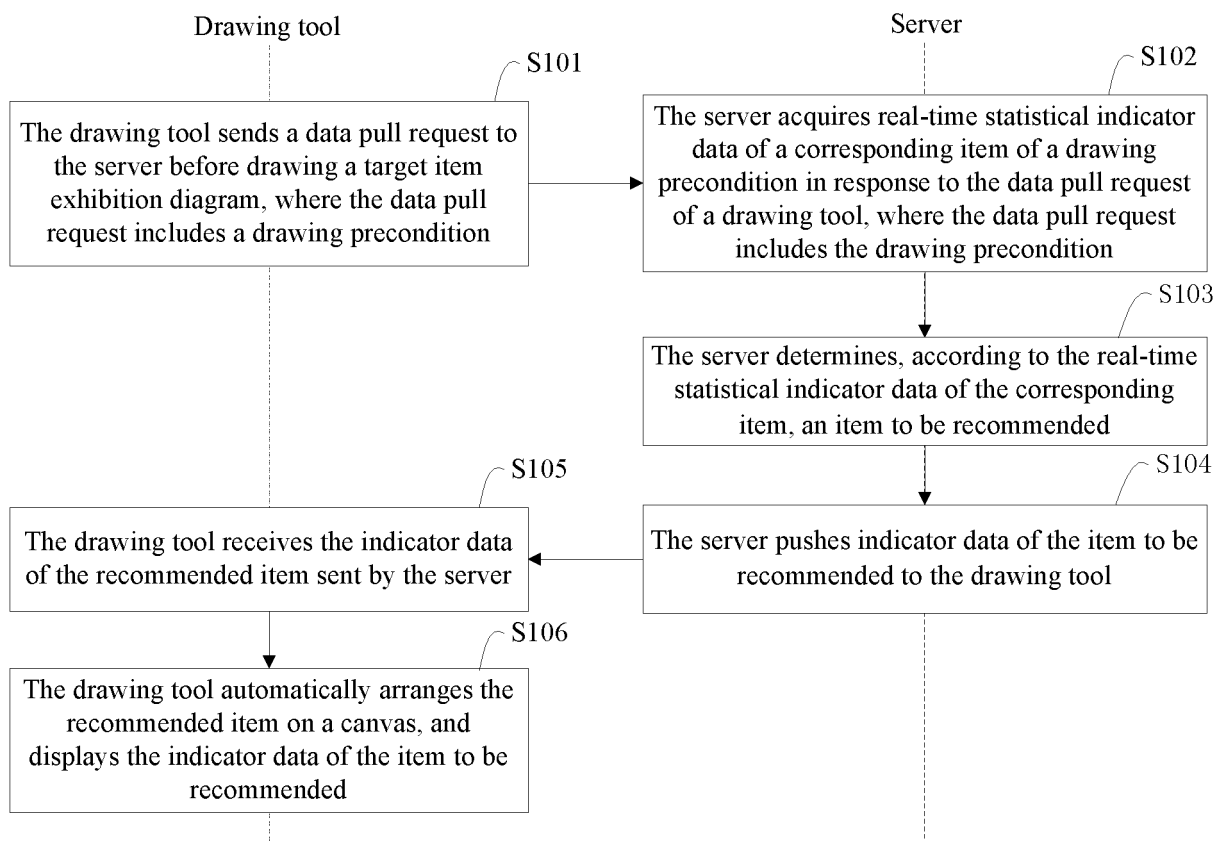 Drawing tool
Server
S101
The drawing tool sends a data pull request to
the server before drawing a target item
exhibition diagram, where the data pull
request includes a drawing precondition
S102
The server acquires real-time statistical indicator
data of a corresponding item of a drawing
precondition in response to the data pull request
of a drawing tool, where the data pull request
includes the drawing precondition
S103
The server determines, according to the real-time
statistical indicator data of the corresponding
item, an item to be recommended
S104
The server pushes indicator data of the item to be
recommended to the drawing tool
S105
The drawing tool receives the indicator data
of the recommended item sent by the server
S106
The drawing tool automatically arranges the
recommended item on a canvas, and
displays the indicator data of the item to be
recommended